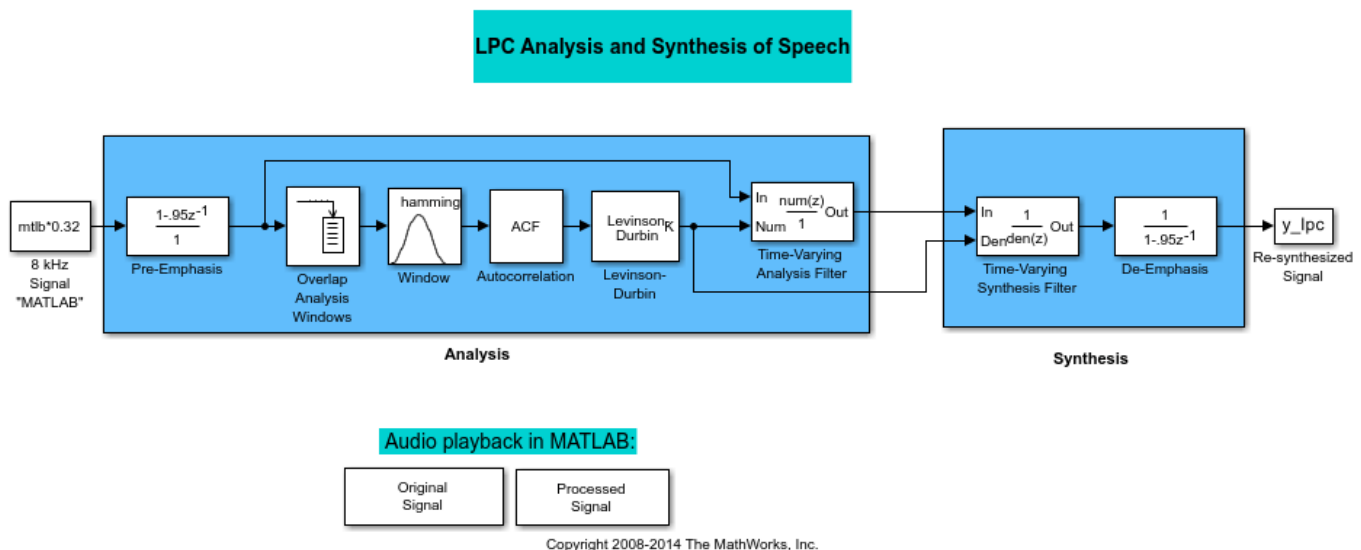 LPC Analysis and Synthesis of Speech
mtlb*0.32
8 kHz
Signal
"MATLAB"
1-.95z-1
1
Pre-Emphasis
Overlap
Analysis
Windows
hamming
Window
ACF
Autocorrelation
Levinson
Durbin
K
Levinson-
Durbin
In
Num
num(z)
1
Out
Time-Varying
Analysis Filter
Analysis
In
Den
1
den(z)
Out
Time-Varying
Synthesis Filter
1
1-.95z-1
De-Emphasis
Synthesis
y_lpc
Re-synthesized
Signal
Audio playback in MATLAB:
Original
Signal
Processed
Signal
Copyright 2008-2014 The MathWorks, Inc.